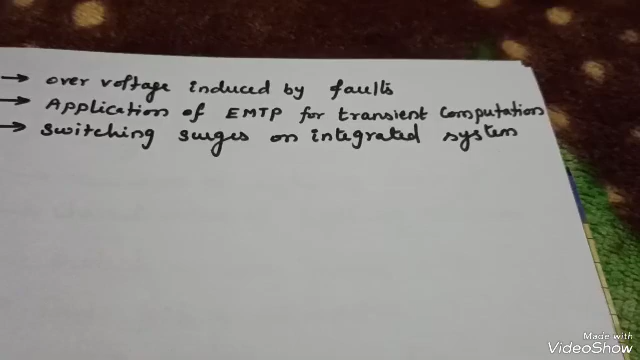 → over voltage induced by faults
→ Application of EMTP for transient computation
→ switching surges on integrated system
Made with
VideoShow